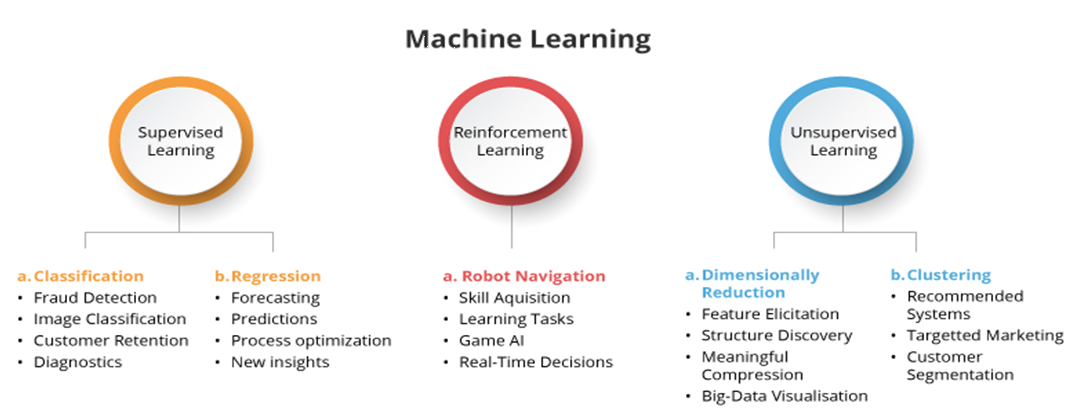 Machine Learning
Supervised
Learning
Reinforcement
Learning
Unsupervised
Learning
a. Classification
• Fraud Detection
• Image Classification
• Customer Retention
• Diagnostics
b. Regression
• Forecasting
• Predictions
• Process optimization
• New insights
a. Robot Navigation
• Skill Aquisition
• Learning Tasks
• Game AI
• Real-Time Decisions
a. Dimensionally
Reduction
• Feature Elicitation
• Structure Discovery
• Meaningful
Compression
• Big-Data Visualisation
b. Clustering
• Recommended
Systems
• Targetted Marketing
• Customer
Segmentation